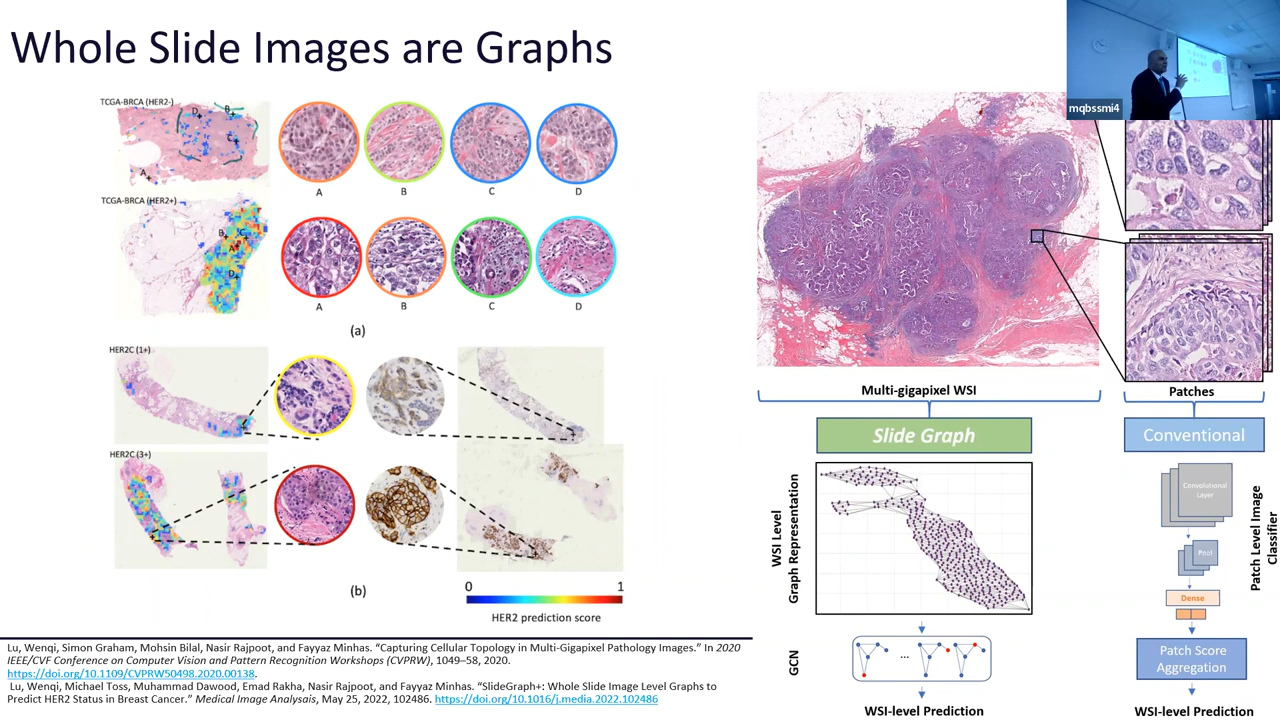 Whole Slide Images are Graphs
mqbssmi4
TCGA-BRCA (HER2-)
D
B
C
A
A
B
C
D
TCGA-BRCA (HER2+)
B
C
A
D
A
B
C
D
(a)
HER2C (1+)
HER2C (3+)
(b)
0
1
HER2 prediction score
Multi-gigapixel WSI
Patches
Slide Graph
Conventional
WSI Level
Graph Representation
Convolutional
Layer
Pool
Dense
Patch Level Image
Classifier
GCN
...
Patch Score
Aggregation
WSI-level Prediction
WSI-level Prediction
Lu, Wenqi, Simon Graham, Mohsin Bilal, Nasir Rajpoot, and Fayyaz Minhas. “Capturing Cellular Topology in Multi-Gigapixel Pathology Images.” In 2020
IEEE/CVF Conference on Computer Vision and Pattern Recognition Workshops (CVPRW), 1049–58, 2020.
https://doi.org/10.1109/CVPRW50498.2020.00138.
Lu, Wenqi, Michael Toss, Muhammad Dawood, Emad Rakha, Nasir Rajpoot, and Fayyaz Minhas. “SlideGraph+: Whole Slide Image Level Graphs to
Predict HER2 Status in Breast Cancer.” Medical Image Analysis, May 25, 2022, 102486. https://doi.org/10.1016/j.media.2022.102486